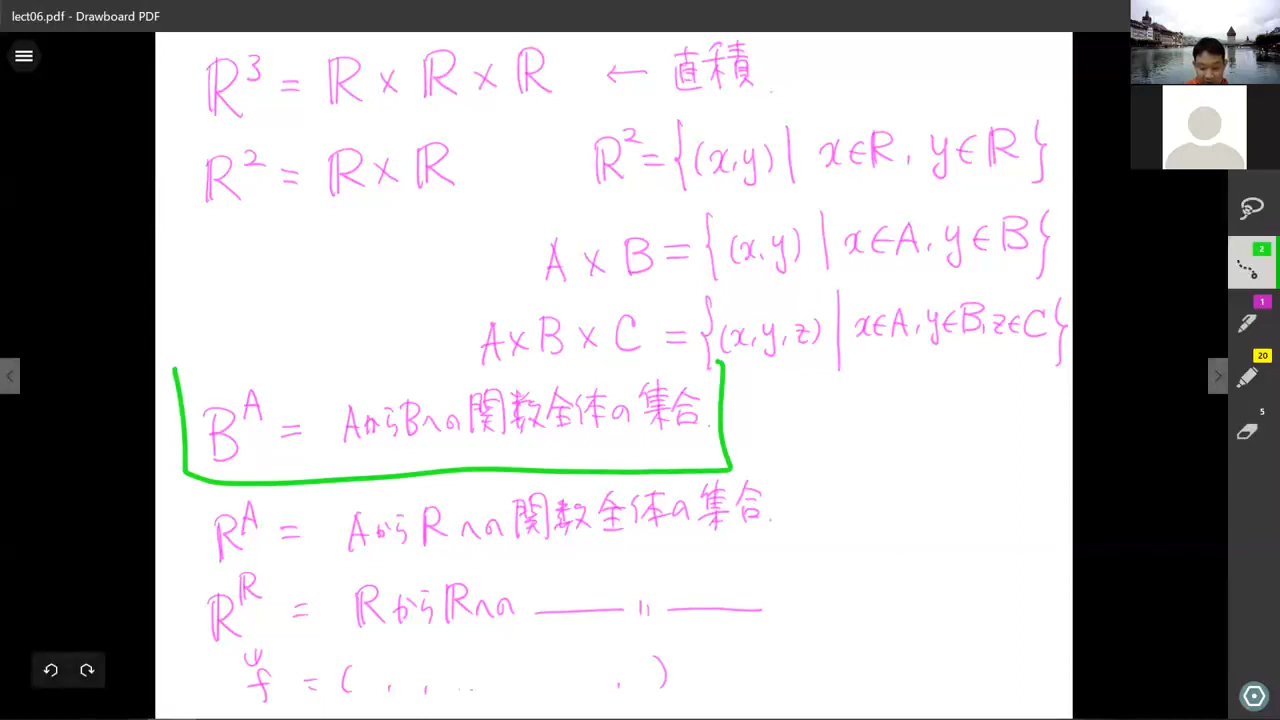 lect06.pdf - Drawboard PDF
ℝ³ = ℝ × ℝ × ℝ ← 直積.
ℝ² = ℝ × ℝ
ℝ² = {(x,y) | x∈ℝ, y∈ℝ}
A × B = {(x,y) | x∈A, y∈B}
A×B×C = {(x,y,z) | x∈A, y∈B, z∈C}
B^A = AからBへの関数全体の集合.
ℝ^A = Aからℝへの関数全体の集合.
ℝ^ℝ = ℝからℝへの ── 〃 ──
Ψ
f = ( , , ... , )
2
1
20
5